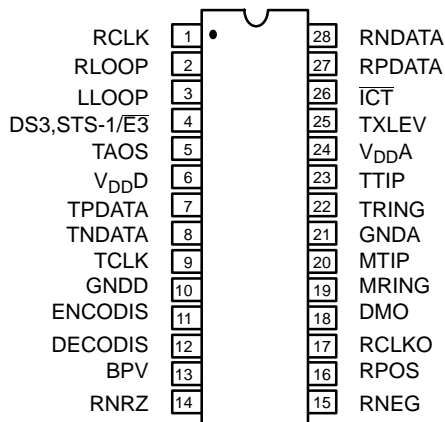 RCLK 1 28 RNDATA
RLOOP 2 27 RPDATA
LLOOP 3 26 ICT
DS3,STS-1/E3 4 25 TXLEV
TAOS 5 24 VDDA
VDDD 6 23 TTIP
TPDATA 7 22 TRING
TNDATA 8 21 GNDA
TCLK 9 20 MTIP
GNDD 10 19 MRING
ENCODIS 11 18 DMO
DECODIS 12 17 RCLKO
BPV 13 16 RPOS
RNRZ 14 15 RNEG